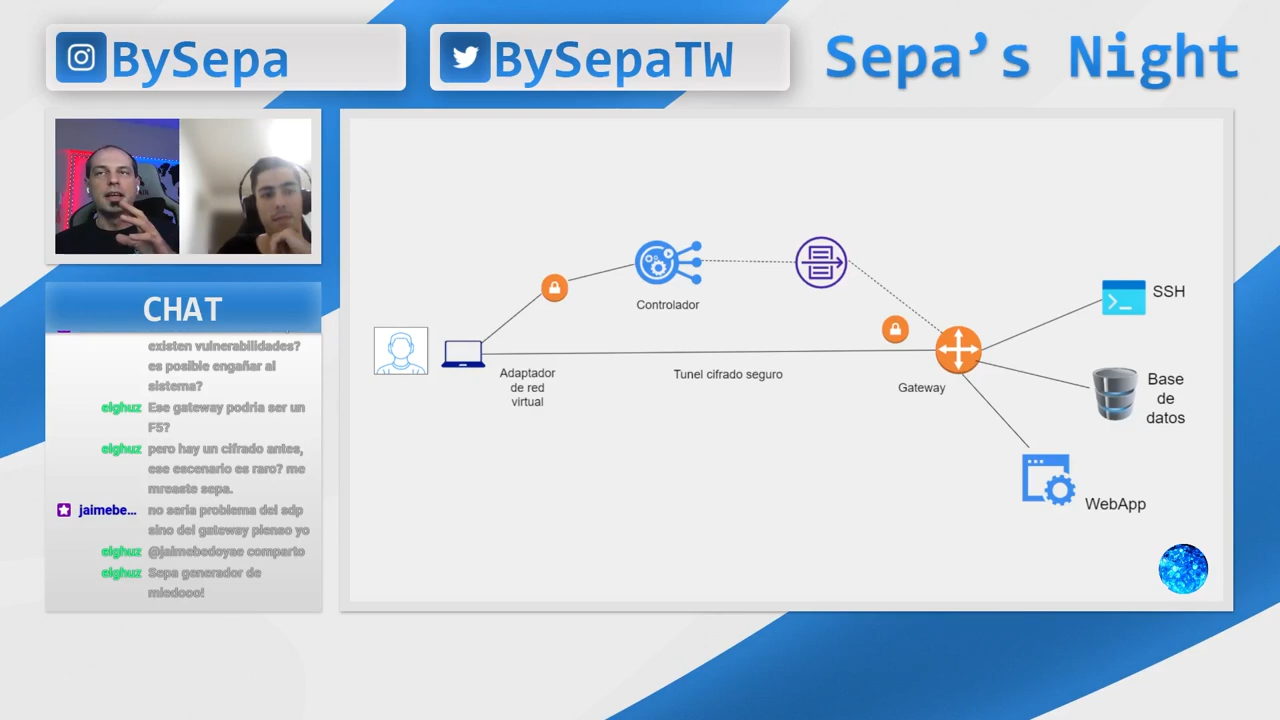 BySepa
BySepaTW
Sepa's Night
CHAT
existen vulnerabilidades?
es posible engañar al
sistema?
elghuz Ese gateway podria ser un
F5?
elghuz pero hay un cifrado antes,
ese escenario es raro? me
mreaste sepa.
jaimebe... no seria problema del sdp
sino del gateway pienso yo
elghuz @jaimebedoyae comparto
elghuz Sepa generador de
miedooo!
Controlador
Adaptador
de red
virtual
Tunel cifrado seguro
Gateway
SSH
Base
de
datos
WebApp